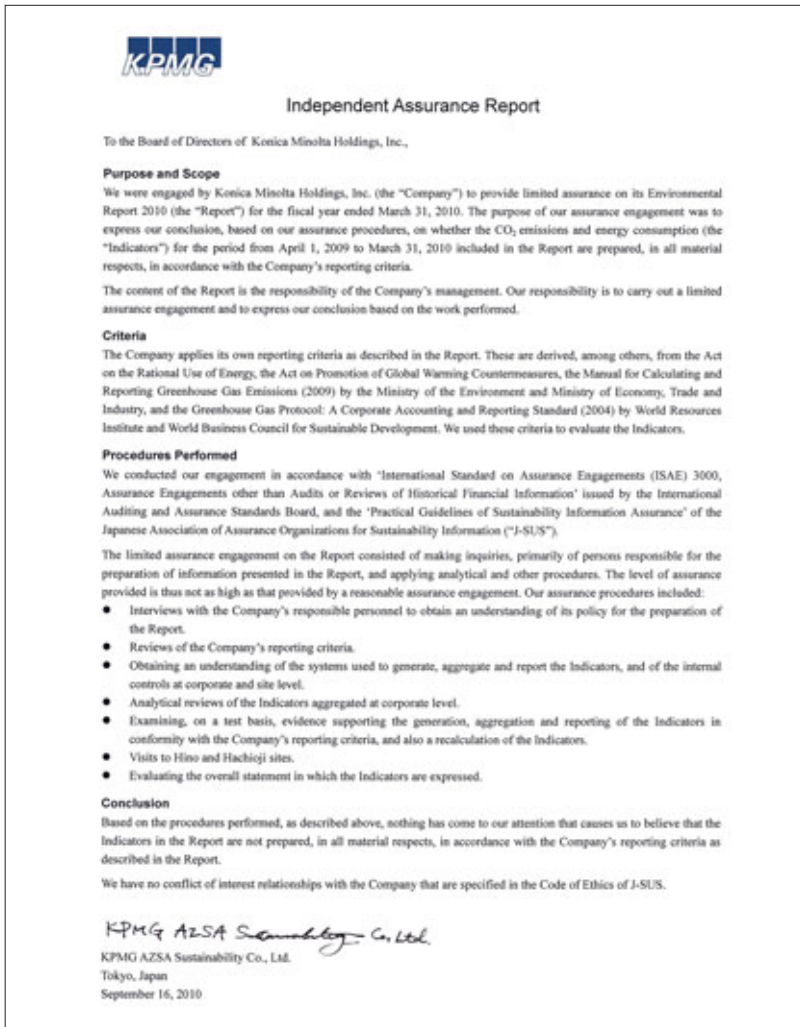 KPMG
Independent Assurance Report
To the Board of Directors of Konica Minolta Holdings, Inc.,
Purpose and Scope
We were engaged by Konica Minolta Holdings, Inc. (the “Company”) to provide limited assurance on its Environmental
Report 2010 (the “Report”) for the fiscal year ended March 31, 2010. The purpose of our assurance engagement was to
express our conclusion, based on our assurance procedures, on whether the CO₂ emissions and energy consumption (the
“Indicators”) for the period from April 1, 2009 to March 31, 2010 included in the Report are prepared, in all material
respects, in accordance with the Company’s reporting criteria.
The content of the Report is the responsibility of the Company’s management. Our responsibility is to carry out a limited
assurance engagement and to express our conclusion based on the work performed.
Criteria
The Company applies its own reporting criteria as described in the Report. These are derived, among others, from the Act
on the Rational Use of Energy, the Act on Promotion of Global Warming Countermeasures, the Manual for Calculating and
Reporting Greenhouse Gas Emissions (2009) by the Ministry of the Environment and Ministry of Economy, Trade and
Industry, and the Greenhouse Gas Protocol: A Corporate Accounting and Reporting Standard (2004) by World Resources
Institute and World Business Council for Sustainable Development. We used these criteria to evaluate the Indicators.
Procedures Performed
We conducted our engagement in accordance with ‘International Standard on Assurance Engagements (ISAE) 3000,
Assurance Engagements other than Audits or Reviews of Historical Financial Information’ issued by the International
Auditing and Assurance Standards Board, and the ‘Practical Guidelines of Sustainability Information Assurance’ of the
Japanese Association of Assurance Organizations for Sustainability Information (“J-SUS”).
The limited assurance engagement on the Report consisted of making inquiries, primarily of persons responsible for the
preparation of information presented in the Report, and applying analytical and other procedures. The level of assurance
provided is thus not as high as that provided by a reasonable assurance engagement. Our assurance procedures included:
● Interviews with the Company’s responsible personnel to obtain an understanding of its policy for the preparation of
the Report.
● Reviews of the Company’s reporting criteria.
● Obtaining an understanding of the systems used to generate, aggregate and report the Indicators, and of the internal
controls at corporate and site level.
● Analytical reviews of the Indicators aggregated at corporate level.
● Examining, on a test basis, evidence supporting the generation, aggregation and reporting of the Indicators in
conformity with the Company’s reporting criteria, and also a recalculation of the Indicators.
● Visits to Hino and Hachioji sites.
● Evaluating the overall statement in which the Indicators are expressed.
Conclusion
Based on the procedures performed, as described above, nothing has come to our attention that causes us to believe that the
Indicators in the Report are not prepared, in all material respects, in accordance with the Company’s reporting criteria as
described in the Report.
We have no conflict of interest relationships with the Company that are specified in the Code of Ethics of J-SUS.
KPMG AZSA Sustainability Co., Ltd.
KPMG AZSA Sustainability Co., Ltd.
Tokyo, Japan
September 16, 2010